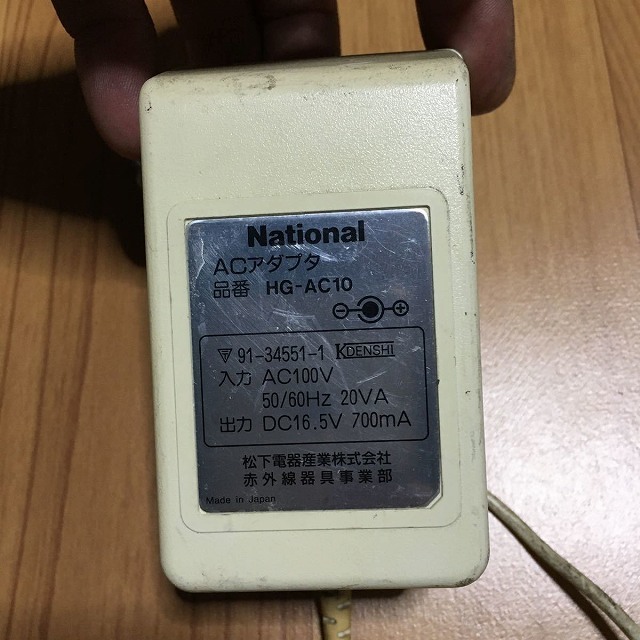 National
ACアダプタ
品番 HG-AC10
▽ 91-34551-1 KDENSHI
入力 AC100V
50/60Hz 20VA
出力 DC16.5V 700mA
松下電器産業株式会社
赤外線器具事業部
Made in Japan